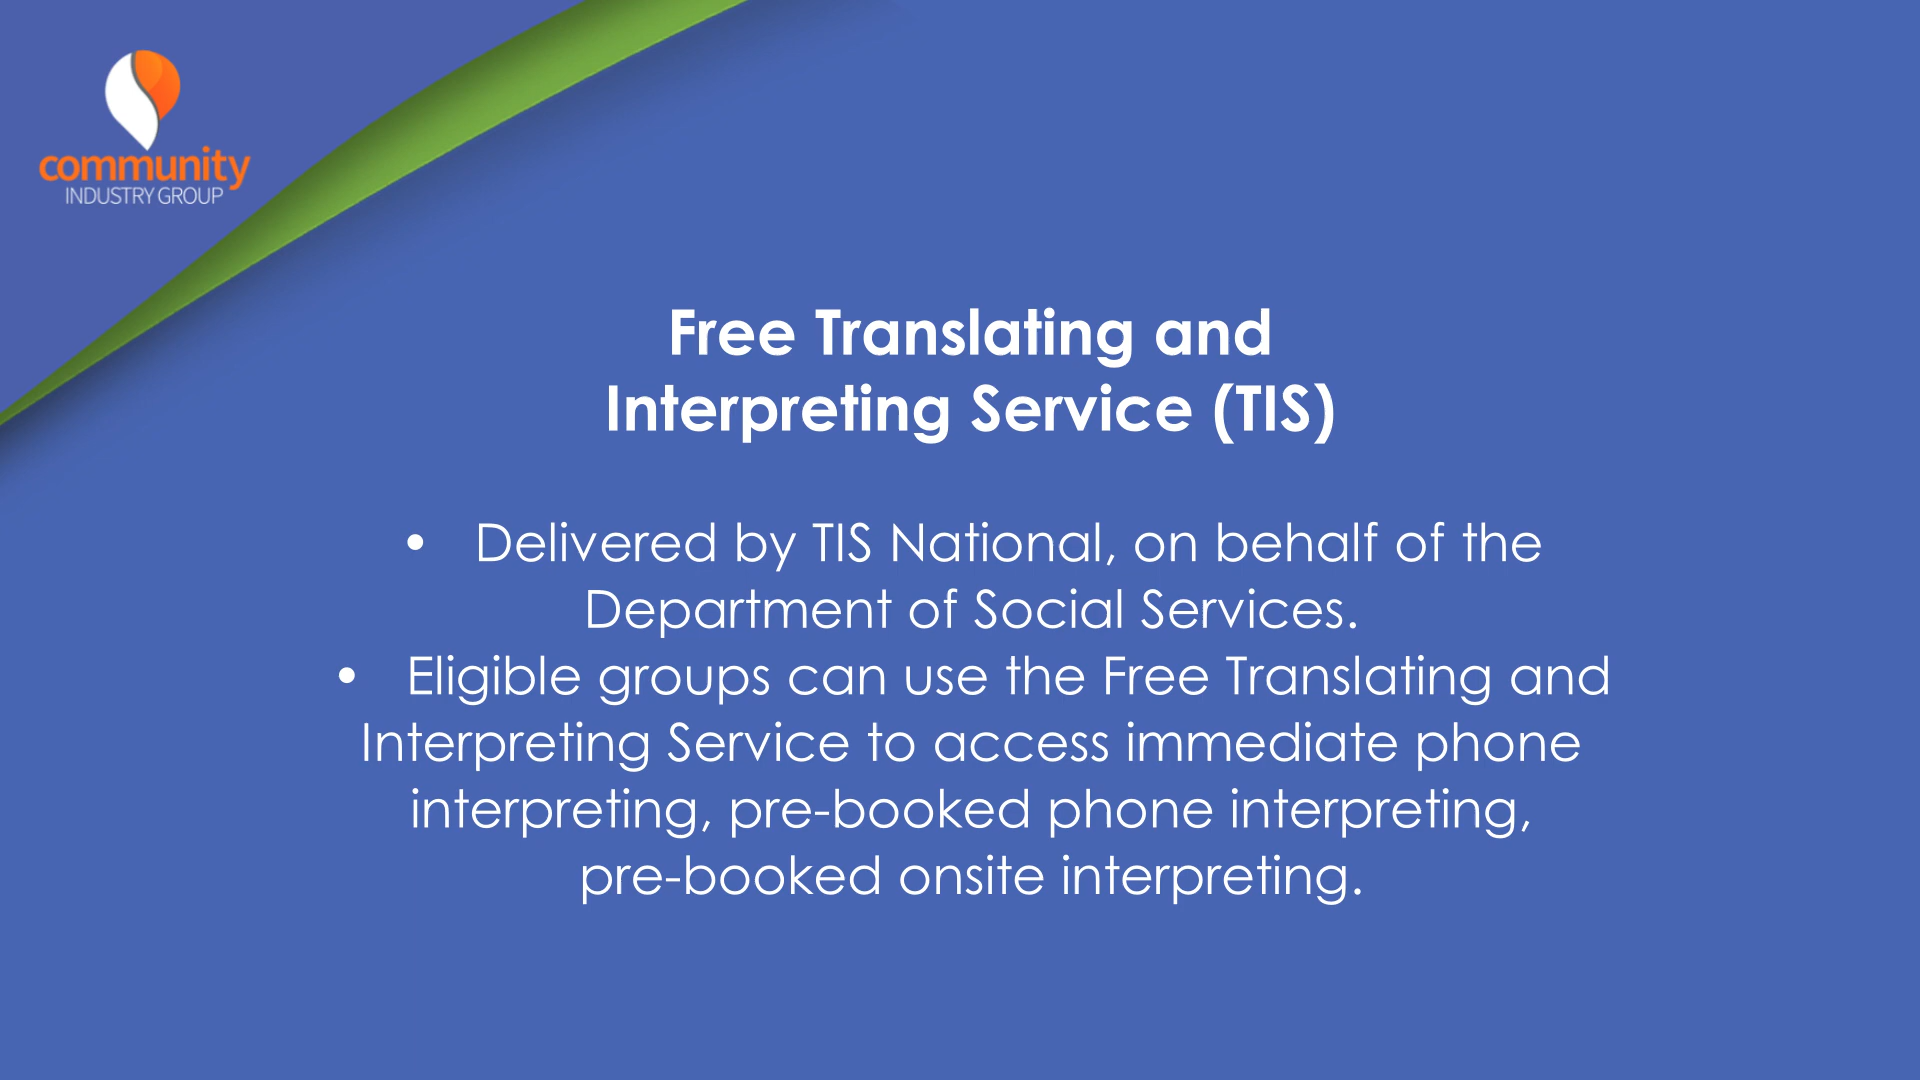 community
INDUSTRY GROUP
Free Translating and
Interpreting Service (TIS)
• Delivered by TIS National, on behalf of the
Department of Social Services.
• Eligible groups can use the Free Translating and
Interpreting Service to access immediate phone
interpreting, pre-booked phone interpreting,
pre-booked onsite interpreting.